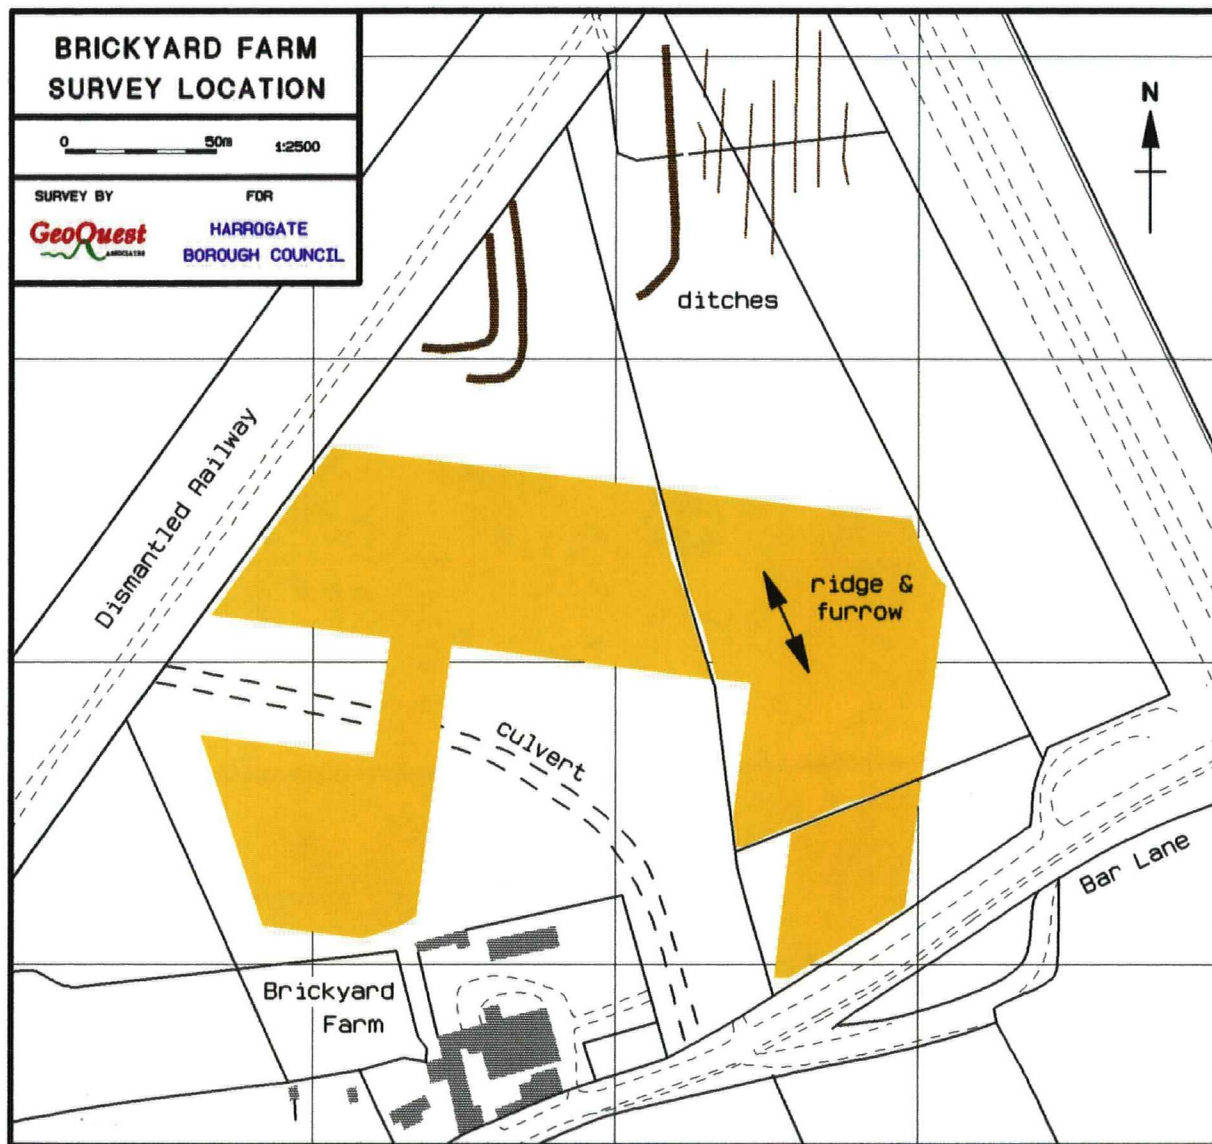 BRICKYARD FARM
SURVEY LOCATION
0 50m 1:2500
SURVEY BY FOR
GeoQuest
ASSOCIATES
HARROGATE
BOROUGH COUNCIL
N
ditches
Dismantled Railway
ridge &
furrow
culvert
Bar Lane
Brickyard
Farm